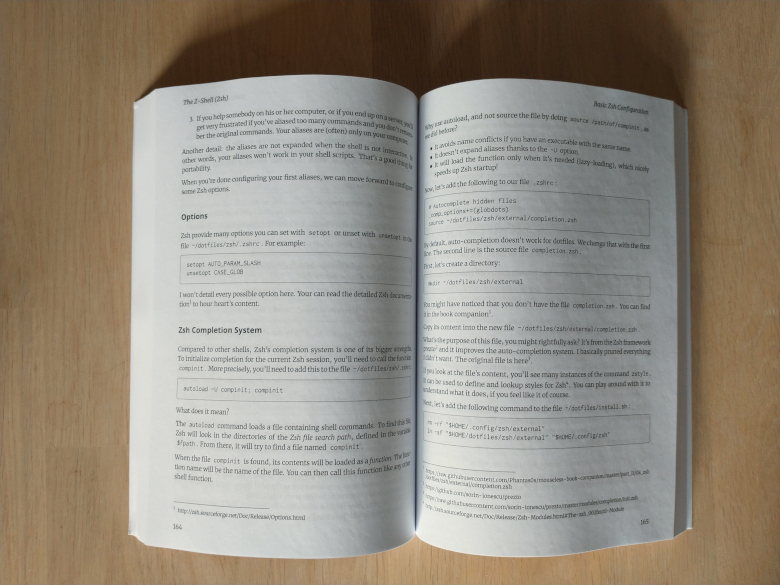 The Z-Shell (Zsh)
3. If you help somebody on his or her computer, or if you end up on a server, you'll
get very frustrated if you've aliased too many commands and you don't
ber the original commands. Your aliases are (often) only on your computer.
Another detail: the aliases are not expanded when the shell is not interactive. In
other words, your aliases won't work in your shell scripts. That's a good thing for
portability.
When you're done configuring your first aliases, we can move forward to configure
some Zsh options.
Options
Zsh provide many options you can set with setopt or unset with unsetopt in the
file ~/dotfiles/zsh/.zshrc. For example:
setopt AUTO_PARAM_SLASH
unsetopt CASE_GLOB
I won't detail every possible option here. Your can read the detailed Zsh documenta-
tion¹ to your heart's content.
Zsh Completion System
Compared to other shells, Zsh's completion system is one of its bigger strength.
To initialize completion for the current Zsh session, you'll need to call the function
compinit. More precisely, you'll need to add this to the file
autoload -U compinit; compinit
What does it mean?
The autoload command loads a file containing shell commands. To find this file,
Zsh will look in the directories of the Zsh file search path, defined in the variable
$fpath. From there, it will try to find a file named compinit.
When the file compinit is found, its contents will be loaded as a function. The func-
tion name will be the name of the file. You can then call this function like any other
shell function.
¹ http://zsh.sourceforge.net/Doc/Release/Options.html
164
Basic Zsh Configuration
Why use autoload, and not source the file by doing: source /path/of/compinit, as
we did before?
• It avoids name conflicts if you have an executable with the same name.
• It doesn't expand aliases thanks to the -U option.
• It will load the function only when it's needed (lazy-loading), which nicely
speeds up Zsh startup!
Now, let's add the following to our file .zshrc:
# Autocomplete hidden files
_comp_options+=(globdots)
source ~/dotfiles/zsh/external/completion.zsh
By default, auto-completion doesn't work for dotfiles. We change that with the first
line. The second line is the source file completion.zsh.
First, let's create a directory:
mkdir ~/dotfiles/zsh/external
You might have noticed that you don't have the file completion.zsh. You can find
it in the book companion².
Copy its content into the new file ~/dotfiles/zsh/external/completion.zsh.
What's the purpose of this file, you might rightfully ask? It's from the Zsh framework
prezto³ and it improves the auto-completion system. I basically pruned everything
I didn't want. The original file is here⁴.
If you look at the file's content, you'll see many instances of the command zstyle.
It can be used to define and lookup styles for Zsh⁵. You can play around with it to
understand what it does, if you feel like it of course.
Next, let's add the following command to the file ~/dotfiles/install.sh:
rm -rf "$HOME/.config/zsh/external"
ln -sf "$HOME/dotfiles/zsh/external" "$HOME/.config/zsh"
https://raw.githubusercontent.com/Phantas0s/mouseless-book-companion/master/
dotfiles/zsh/external/completion.zsh
https://github.com/sorin-ionescu/prezto
https://raw.githubusercontent.com/sorin-ionescu/prezto/master/modules/completion/init.zsh
http://zsh.sourceforge.net/Doc/Release/Zsh-Modules.html#The-zsh
165